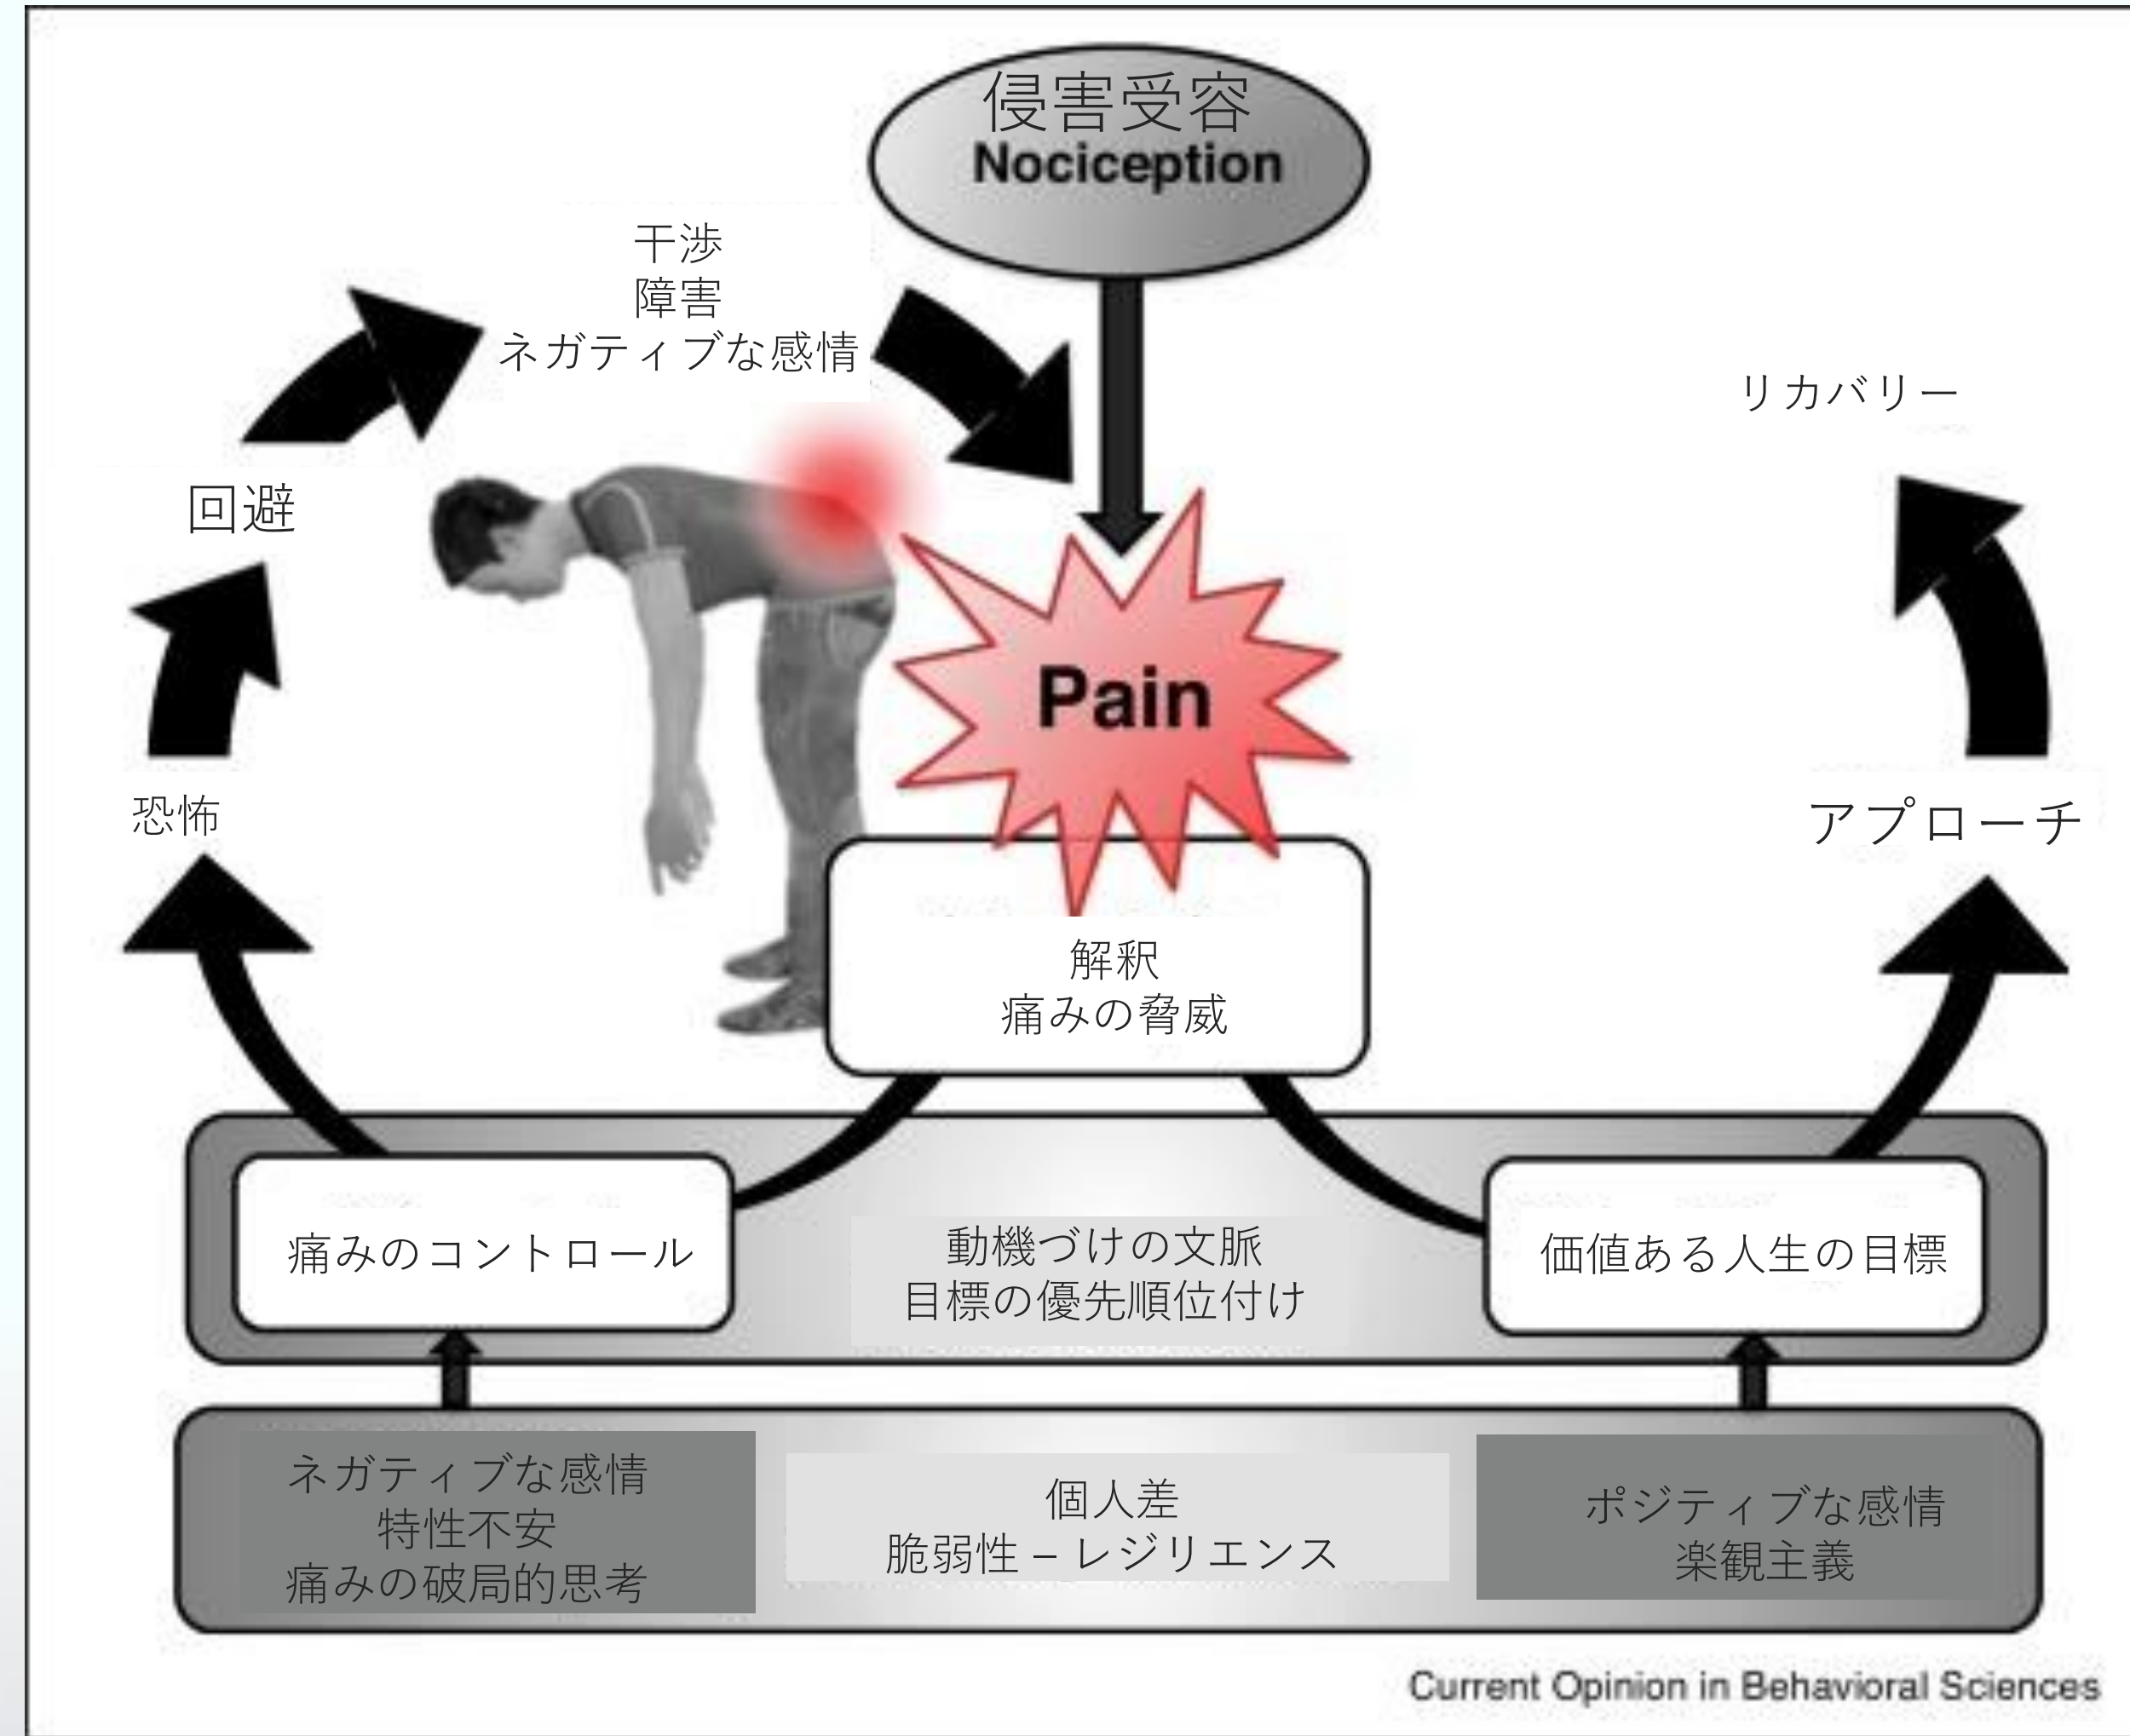 侵害受容
Nociception
干渉
障害
ネガティブな感情
リカバリー
回避
Pain
恐怖
アプローチ
解釈
痛みの脅威
痛みのコントロール
動機づけの文脈
目標の優先順位付け
価値ある人生の目標
ネガティブな感情
特性不安
痛みの破局的思考
個人差
脆弱性 – レジリエンス
ポジティブな感情
楽観主義
Current Opinion in Behavioral Sciences